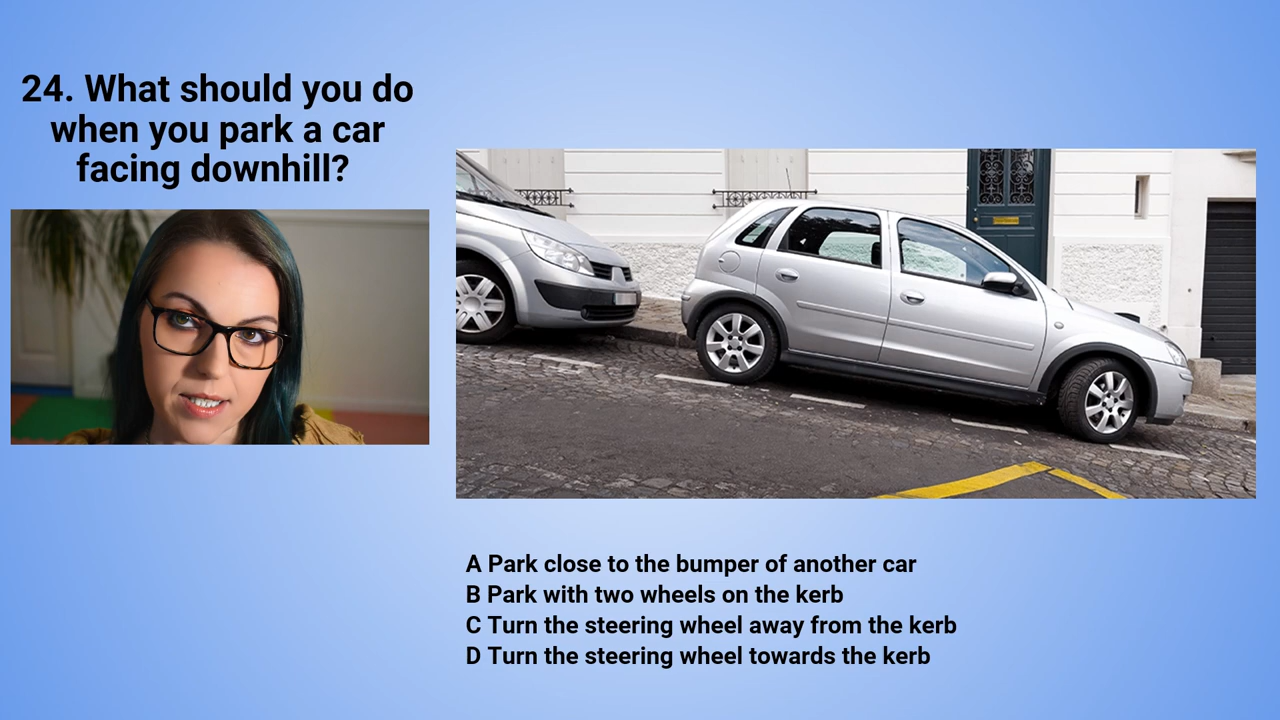 24. What should you do
when you park a car
facing downhill?
A Park close to the bumper of another car
B Park with two wheels on the kerb
C Turn the steering wheel away from the kerb
D Turn the steering wheel towards the kerb